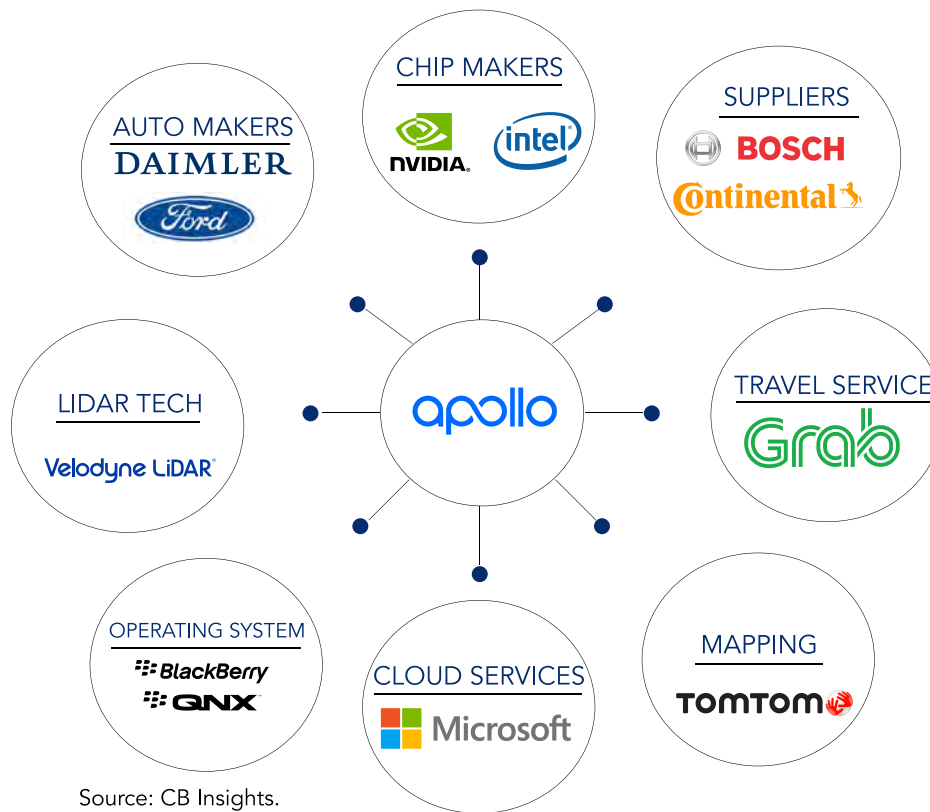 CHIP MAKERS
NVIDIA.
intel
AUTO MAKERS
DAIMLER
Ford
SUPPLIERS
BOSCH
Continental
LIDAR TECH
Velodyne LiDAR
apollo
TRAVEL SERVICE
Grab
OPERATING SYSTEM
BlackBerry
QNX
CLOUD SERVICES
Microsoft
MAPPING
TOMTOM
Source: CB Insights.